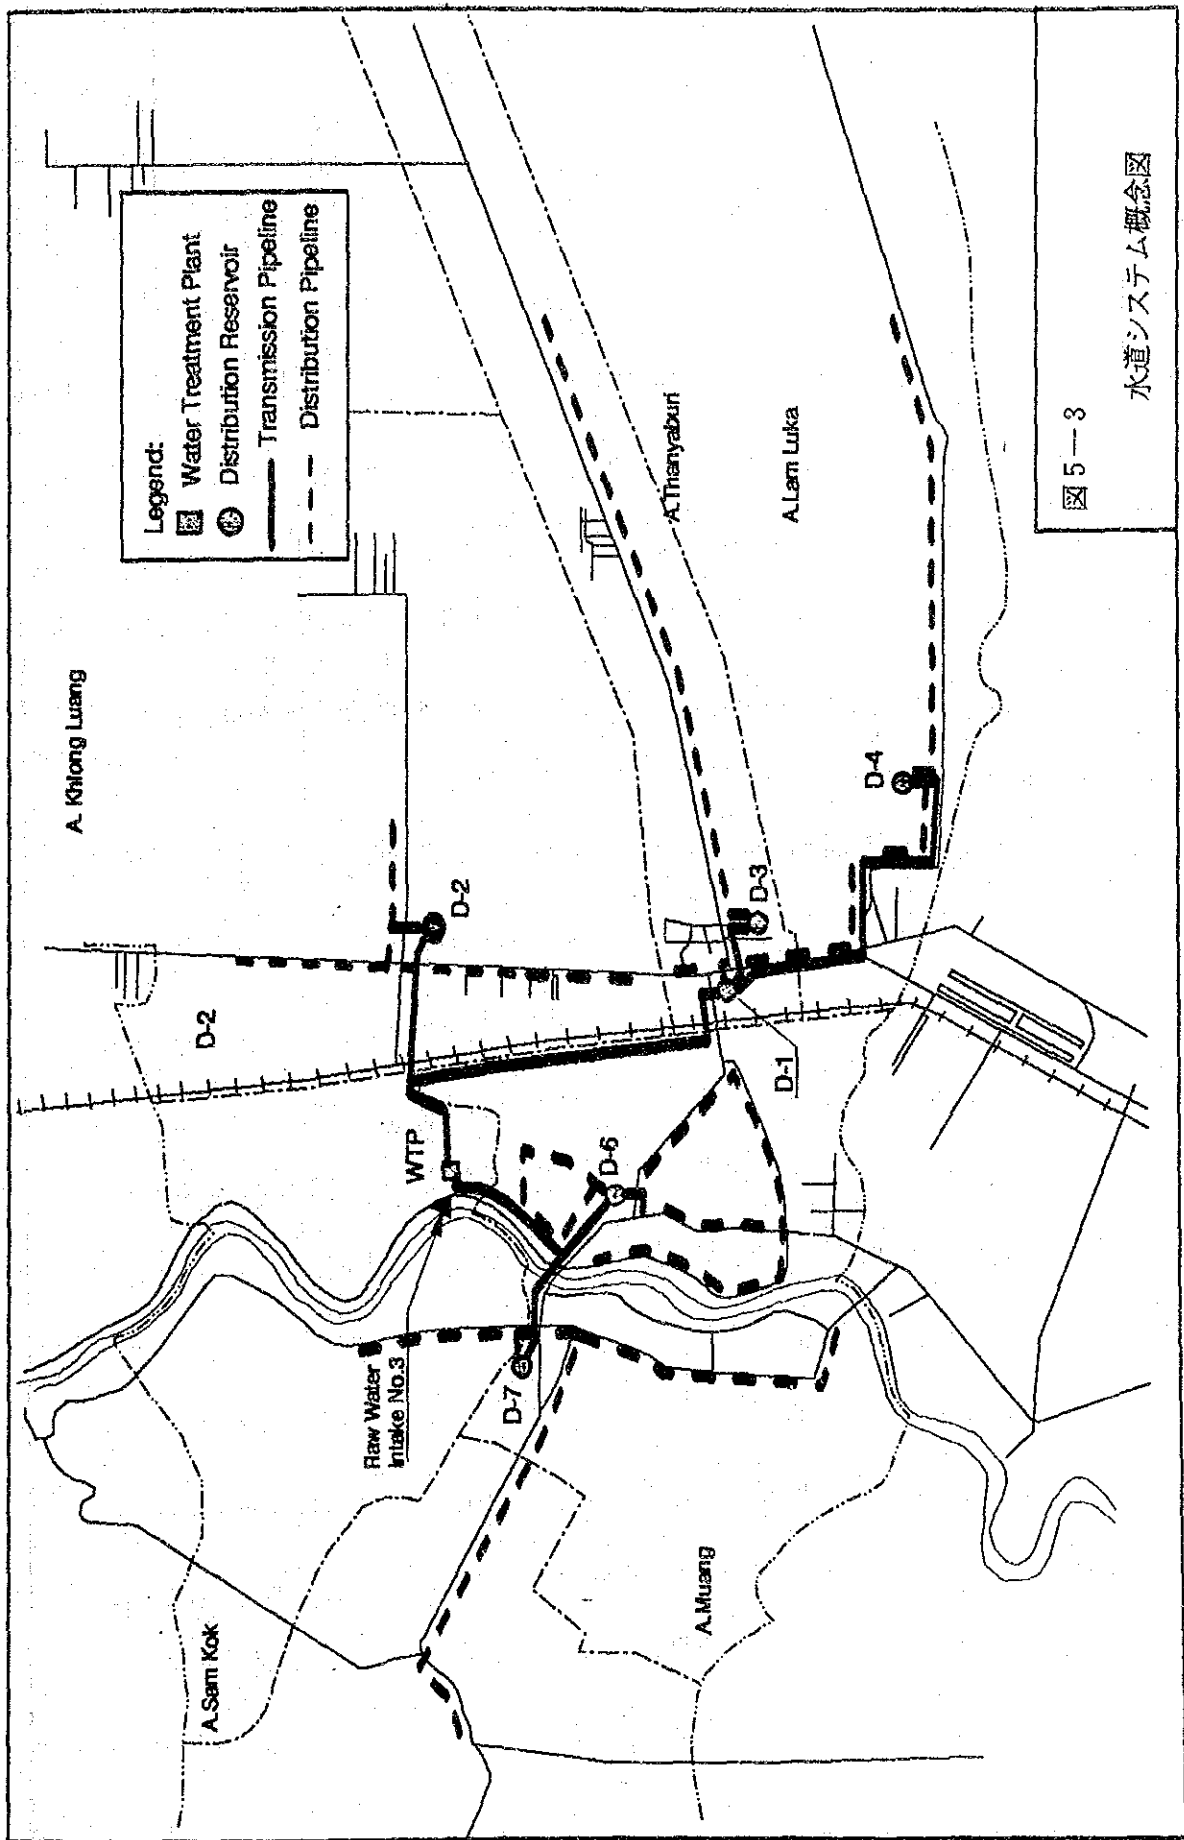 A. Khlong Luang
Legend:
Water Treatment Plant
Distribution Reservoir
Transmission Pipeline
Distribution Pipeline
D-2
D-2
WTP
Raw Water
Intake No.3
D-7
D-6
D-1
D-3
D-4
A.Thanyaburi
A.Lam Luka
A.Sam Kok
A.Muang
図5-3
水道システム概念図